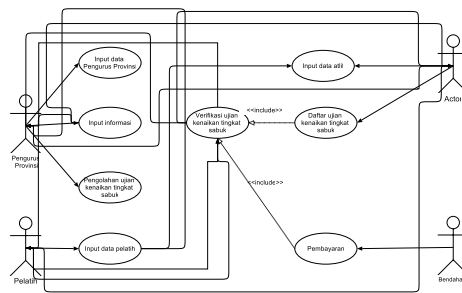 Input data
Pengurus Provinsi
Input data atlit
Actor
<<include>>
Input informasi
Verifikasi ujian
kenaikan tingkat
sabuk
Daftar ujian
kenaikan tingkat
sabuk
Pengurus
Provinsi
Pengolahan ujian
kenaikan tingkat
sabuk
<<include>>
Input data pelatih
Pembayaran
Pelatih
Bendaha